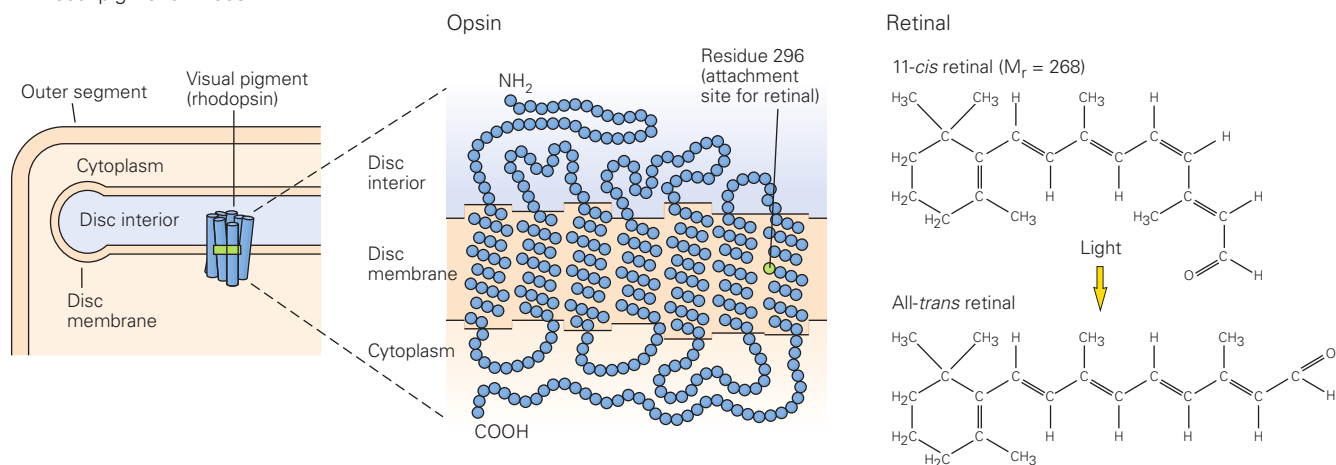 Opsin
Retinal
Outer segment
Visual pigment
(rhodopsin)
Cytoplasm
Disc interior
Disc
membrane
NH2
Residue 296
(attachment
site for retinal)
Disc
interior
Disc
membrane
Cytoplasm
COOH
11-cis retinal (Mr = 268)
H3C CH3 H CH3 H
C C C C C H
H2C C C C C
H2C C H H H3C C C H
H2C CH3 C
O H
Light
All-trans retinal
H3C CH3 H CH3 H CH3 O
C C C C C C
H2C C C C C C H
H2C C H H H H
H2C CH3